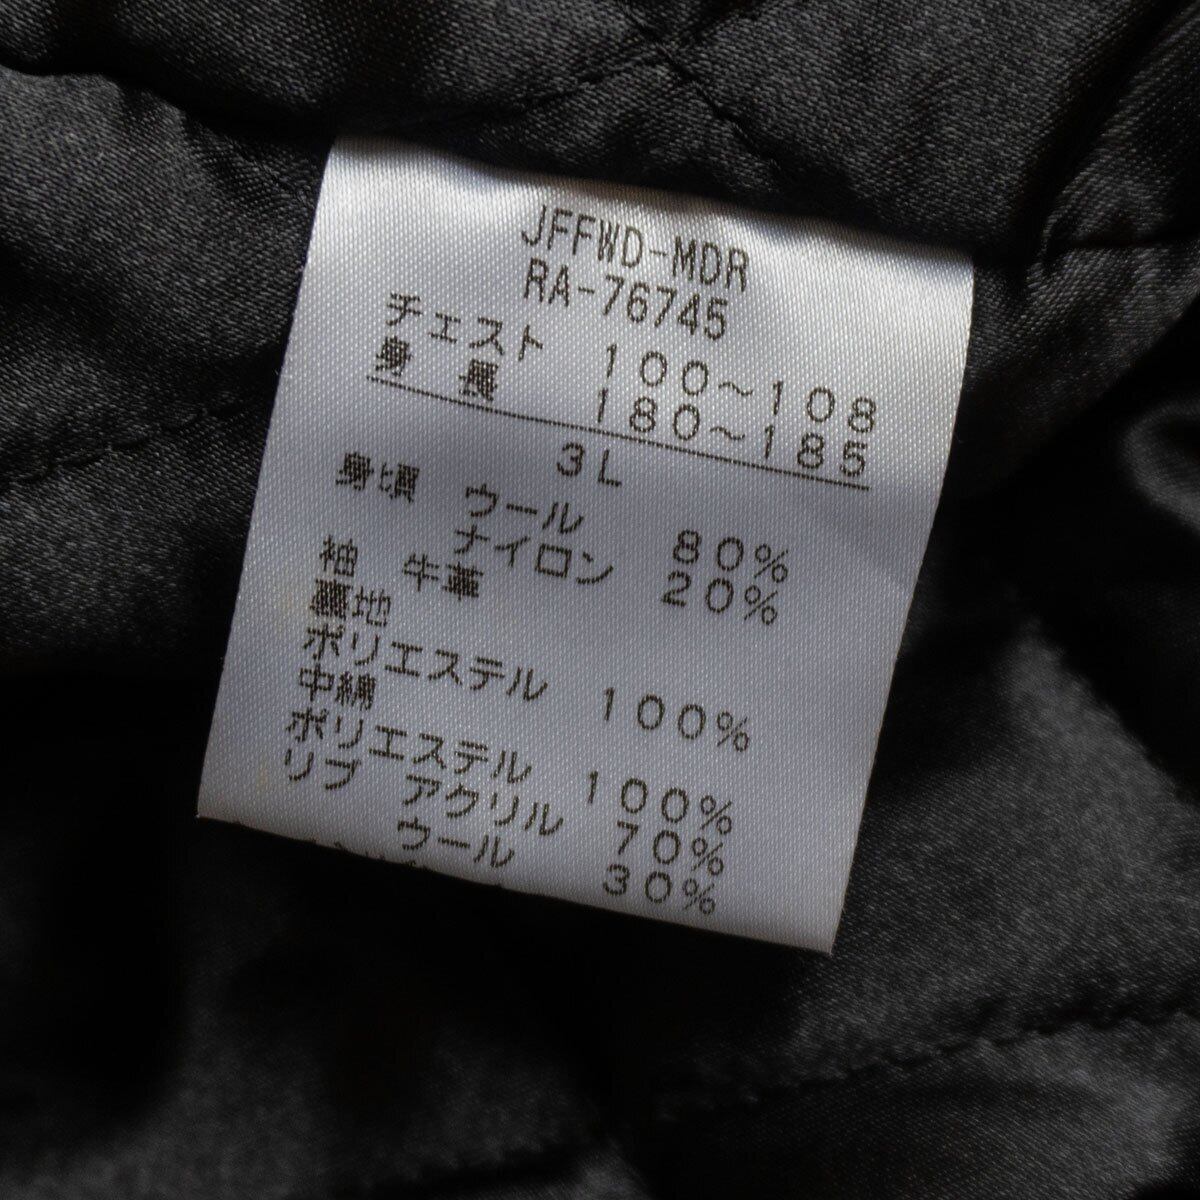 JFFWD-MDR
RA-76745
チェスト 100～108
身長 180～185
3L
身頃 ウール 80%
ナイロン 20%
袖 牛革
裏地
ポリエステル 100%
中綿
ポリエステル 100%
リブ アクリル 70%
ウール 30%